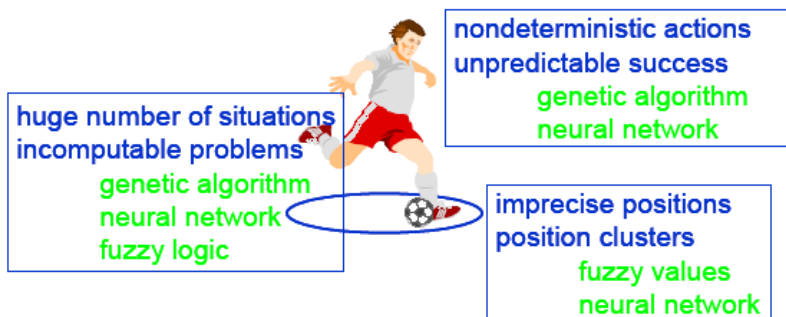 nondeterministic actions
unpredictable success
genetic algorithm
neural network
huge number of situations
incomputable problems
genetic algorithm
neural network
fuzzy logic
imprecise positions
position clusters
fuzzy values
neural network